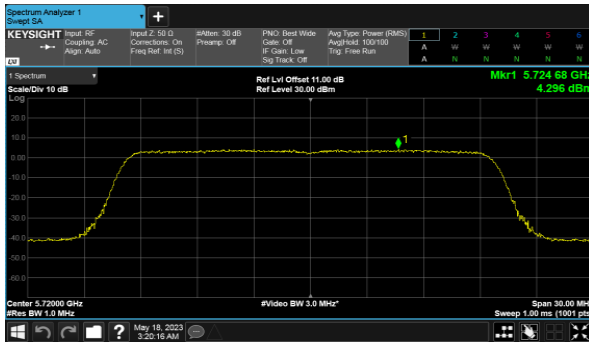 Spectrum Analyzer 1
Swept SA
+
KEYSIGHT Input: RF Input Z: 50 Ω #Atten: 30 dB PNO: Best Wide Avg Type: Power (RMS) 1 2 3 4 5 6
Coupling: AC Corrections: On Preamp: Off Gate: Off Avg|Hold: 100/100 A W W W W W
Align: Auto Freq Ref: Int (S) IF Gain: Low Trig: Free Run
Sig Track: Off A N N N N N
LXI
1 Spectrum
Scale/Div 10 dB
Ref Lvl Offset 11.00 dB
Ref Level 30.00 dBm
Mkr1 5.724 68 GHz
4.296 dBm
Log
20.0
10.0
1
0.00
-10.0
-20.0
-30.0
-40.0
-50.0
-60.0
Center 5.72000 GHz #Video BW 3.0 MHz* Span 30.00 MHz
#Res BW 1.0 MHz Sweep 1.00 ms (1001 pts)
? May 18, 2023
3:20:16 AM